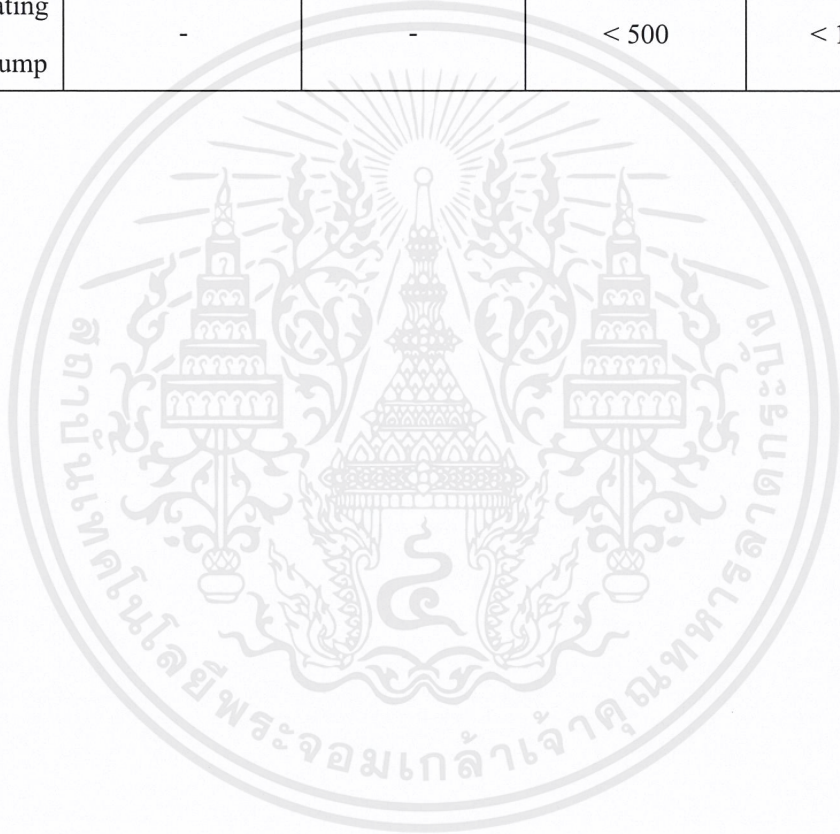 ating
- - < 500 < 1
ump
สถาบันเทคโนโลยีพระจอมเกล้าเจ้าคุณทหารลาดกระบัง
๔